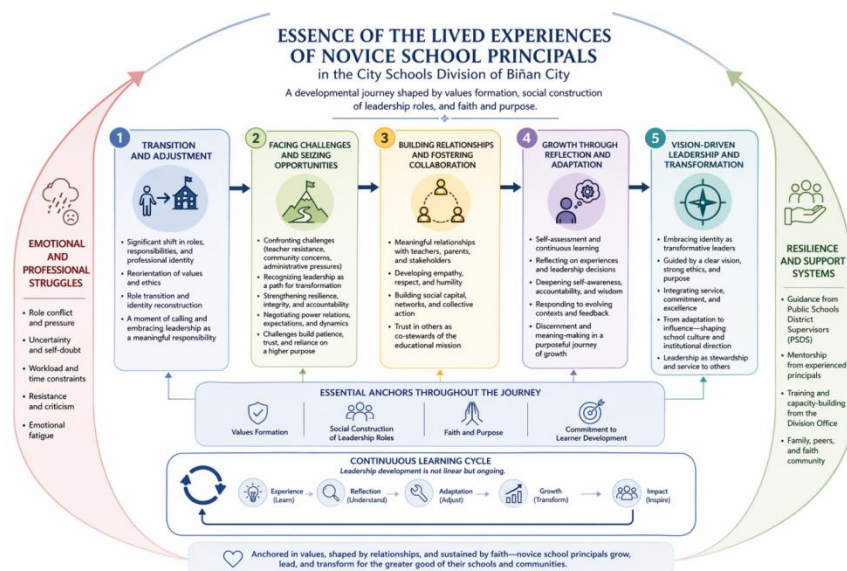 ESSENCE OF THE LIVED EXPERIENCES
OF NOVICE SCHOOL PRINCIPALS
in the City Schools Division of Biñan City
A developmental journey shaped by values formation, social construction
of leadership roles, and faith and purpose.
1
TRANSITION
AND ADJUSTMENT
• Significant shift in roles,
responsibilities, and
professional identity
• Reorientation of values
and ethics
• Role transition and
identity reconstruction
• A moment of calling and
embracing leadership as
a meaningful responsibility
2
FACING CHALLENGES
AND SEIZING
OPPORTUNITIES
• Confronting challenges
(teacher resistance,
community concerns,
administrative pressures)
• Recognizing leadership as
a path for transformation
• Strengthening resilience,
integrity, and accountability
• Negotiating power relations,
expectations, and dynamics
• Challenges build patience,
trust, and reliance on
a higher purpose
3
BUILDING RELATIONSHIPS
AND FOSTERING
COLLABORATION
• Meaningful relationships
with teachers, parents,
and stakeholders
• Developing empathy,
respect, and humility
• Building social capital,
networks, and collective
action
• Trust in others as
co-stewards of the
educational mission
4
GROWTH THROUGH
REFLECTION AND
ADAPTATION
• Self-assessment and
continuous learning
• Reflecting on experiences
and leadership decisions
• Deepening self-awareness,
accountability, and wisdom
• Responding to evolving
contexts and feedback
• Discernment and
meaning-making in a
purposeful journey
of growth
5
VISION-DRIVEN
LEADERSHIP AND
TRANSFORMATION
• Embracing identity as
transformative leaders
• Guided by a clear vision,
strong ethics, and
purpose
• Integrating service,
commitment, and
excellence
• From adaptation to
influence—shaping
school culture and
institutional direction
• Leadership as stewardship
and service to others
EMOTIONAL
AND
PROFESSIONAL
STRUGGLES
• Role conflict
and pressure
• Uncertainty
and self-doubt
• Workload and
time constraints
• Resistance
and criticism
• Emotional
fatigue
RESILIENCE
AND SUPPORT
SYSTEMS
• Guidance from
Public Schools
District
Supervisors
(PSDS)
• Mentorship
from experienced
principals
• Training and
capacity-building
from the
Division Office
• Family, peers,
and faith
community
ESSENTIAL ANCHORS THROUGHOUT THE JOURNEY
Values Formation
Social Construction
of Leadership Roles
Faith and Purpose
Commitment to
Learner Development
CONTINUOUS LEARNING CYCLE
Leadership development is not linear but ongoing.
Experience
(Learn)
Reflection
(Understand)
Adaptation
(Adjust)
Growth
(Transform)
Impact
(Inspire)
Anchored in values, shaped by relationships, and sustained by faith—novice school principals grow,
lead, and transform for the greater good of their schools and communities.